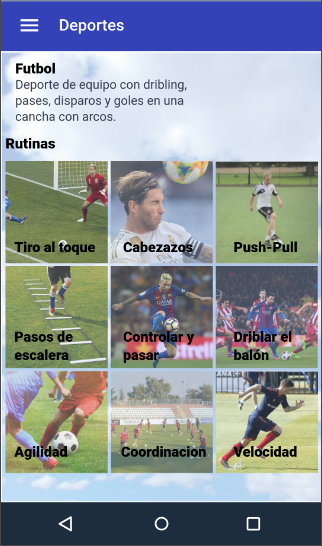 Deportes
Futbol
Deporte de equipo con dribling,
pases, disparos y goles en una
cancha con arcos.
Rutinas
Tiro al toque
Cabezazos
Push-Pull
Pasos de
escalera
Controlar y
pasar
Driblar el
balón
Agilidad
Coordinacion
Velocidad